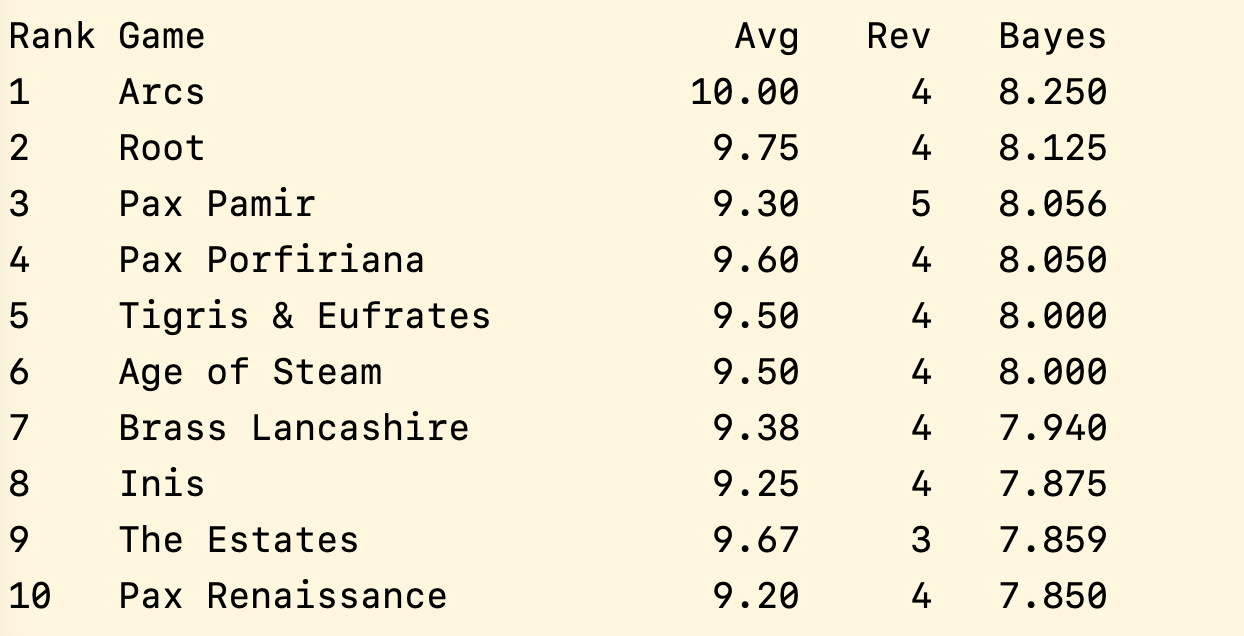 Rank Game Avg Rev Bayes
1 Arcs 10.00 4 8.250
2 Root 9.75 4 8.125
3 Pax Pamir 9.30 5 8.056
4 Pax Porfiriana 9.60 4 8.050
5 Tigris & Eufrates 9.50 4 8.000
6 Age of Steam 9.50 4 8.000
7 Brass Lancashire 9.38 4 7.940
8 Inis 9.25 4 7.875
9 The Estates 9.67 3 7.859
10 Pax Renaissance 9.20 4 7.850